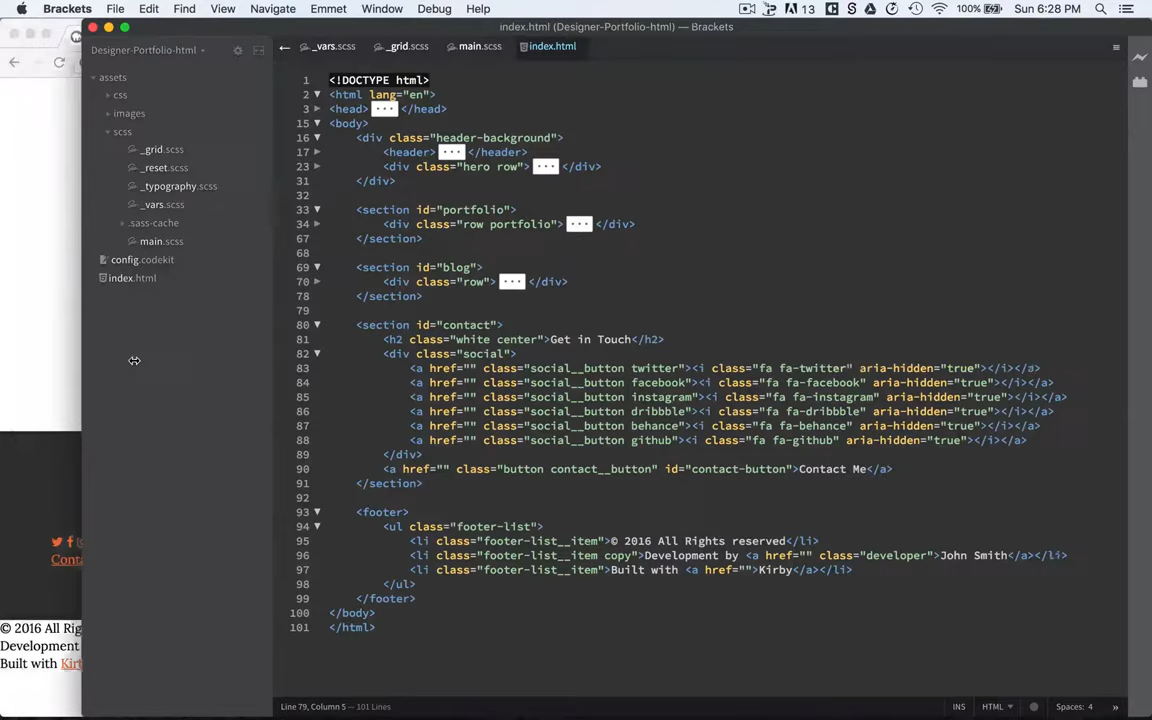 Brackets File Edit Find View Navigate Emmet Window Debug Help 13 100% Sun 6:28 PM
index.html (Designer-Portfolio-html) — Brackets
Designer-Portfolio-html
_vars.scss _grid.scss main.scss index.html
assets
css
images
scss
_grid.scss
_reset.scss
_typography.scss
_vars.scss
.sass-cache
main.scss
config.codekit
index.html
1 <!DOCTYPE html>
2 <html lang="en">
3 <head> ... </head>
15 <body>
16 <div class="header-background">
17 <header> ... </header>
23 <div class="hero row"> ... </div>
31 </div>
32
33 <section id="portfolio">
34 <div class="row portfolio"> ... </div>
67 </section>
68
69 <section id="blog">
70 <div class="row"> ... </div>
78 </section>
79
80 <section id="contact">
81 <h2 class="white center">Get in Touch</h2>
82 <div class="social">
83 <a href="" class="social__button twitter"><i class="fa fa-twitter" aria-hidden="true"></i></a>
84 <a href="" class="social__button facebook"><i class="fa fa-facebook" aria-hidden="true"></i></a>
85 <a href="" class="social__button instagram"><i class="fa fa-instagram" aria-hidden="true"></i></a>
86 <a href="" class="social__button dribbble"><i class="fa fa-dribbble" aria-hidden="true"></i></a>
87 <a href="" class="social__button behance"><i class="fa fa-behance" aria-hidden="true"></i></a>
88 <a href="" class="social__button github"><i class="fa fa-github" aria-hidden="true"></i></a>
89 </div>
90 <a href="" class="button contact__button" id="contact-button">Contact Me</a>
91 </section>
92
93 <footer>
94 <ul class="footer-list">
95 <li class="footer-list__item">© 2016 All Rights reserved</li>
96 <li class="footer-list__item copy">Development by <a href="" class="developer">John Smith</a></li>
97 <li class="footer-list__item">Built with <a href="">Kirby</a></li>
98 </ul>
99 </footer>
100 </body>
101 </html>
Conta
© 2016 All Rig
Development
Built with Kirb
Line 79, Column 5 — 101 Lines
INS HTML Spaces: 4